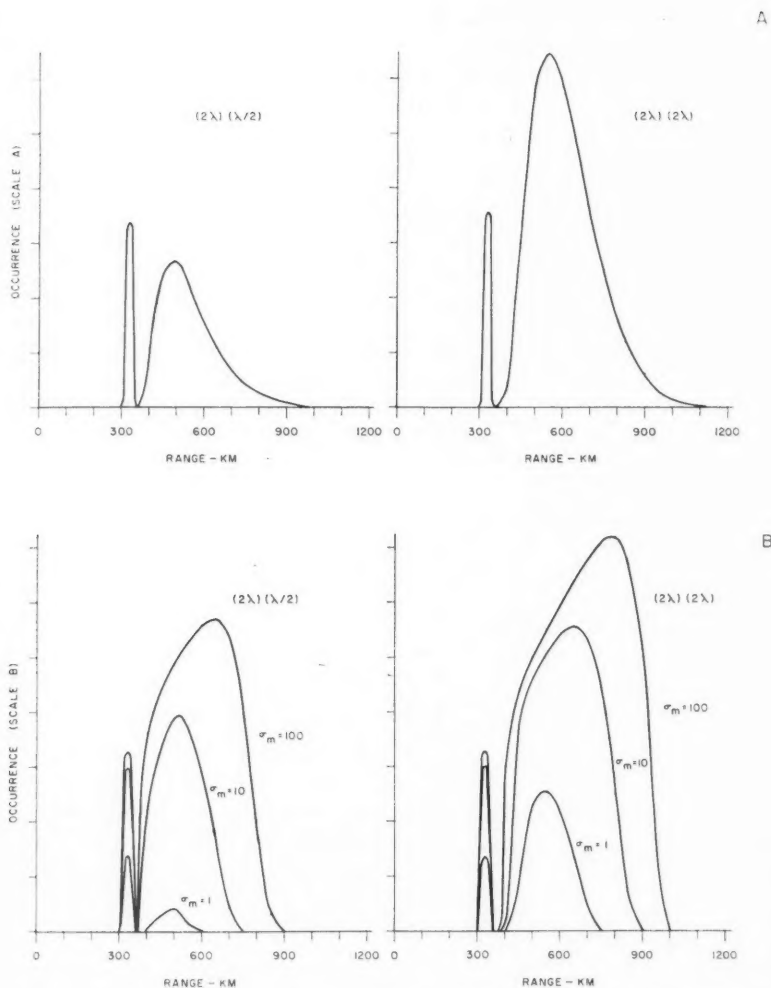 A
OCCURRENCE (SCALE A)
(2λ) (λ/2)
(2λ) (2λ)
0 300 600 900 1200
0 300 600 900 1200
RANGE – KM
RANGE – KM
B
OCCURRENCE (SCALE B)
(2λ) (λ/2)
(2λ) (2λ)
σm=100
σm=10
σm=1
σm=100
σm=10
σm=1
0 300 600 900 1200
0 300 600 900 1200
RANGE – KM
RANGE – KM